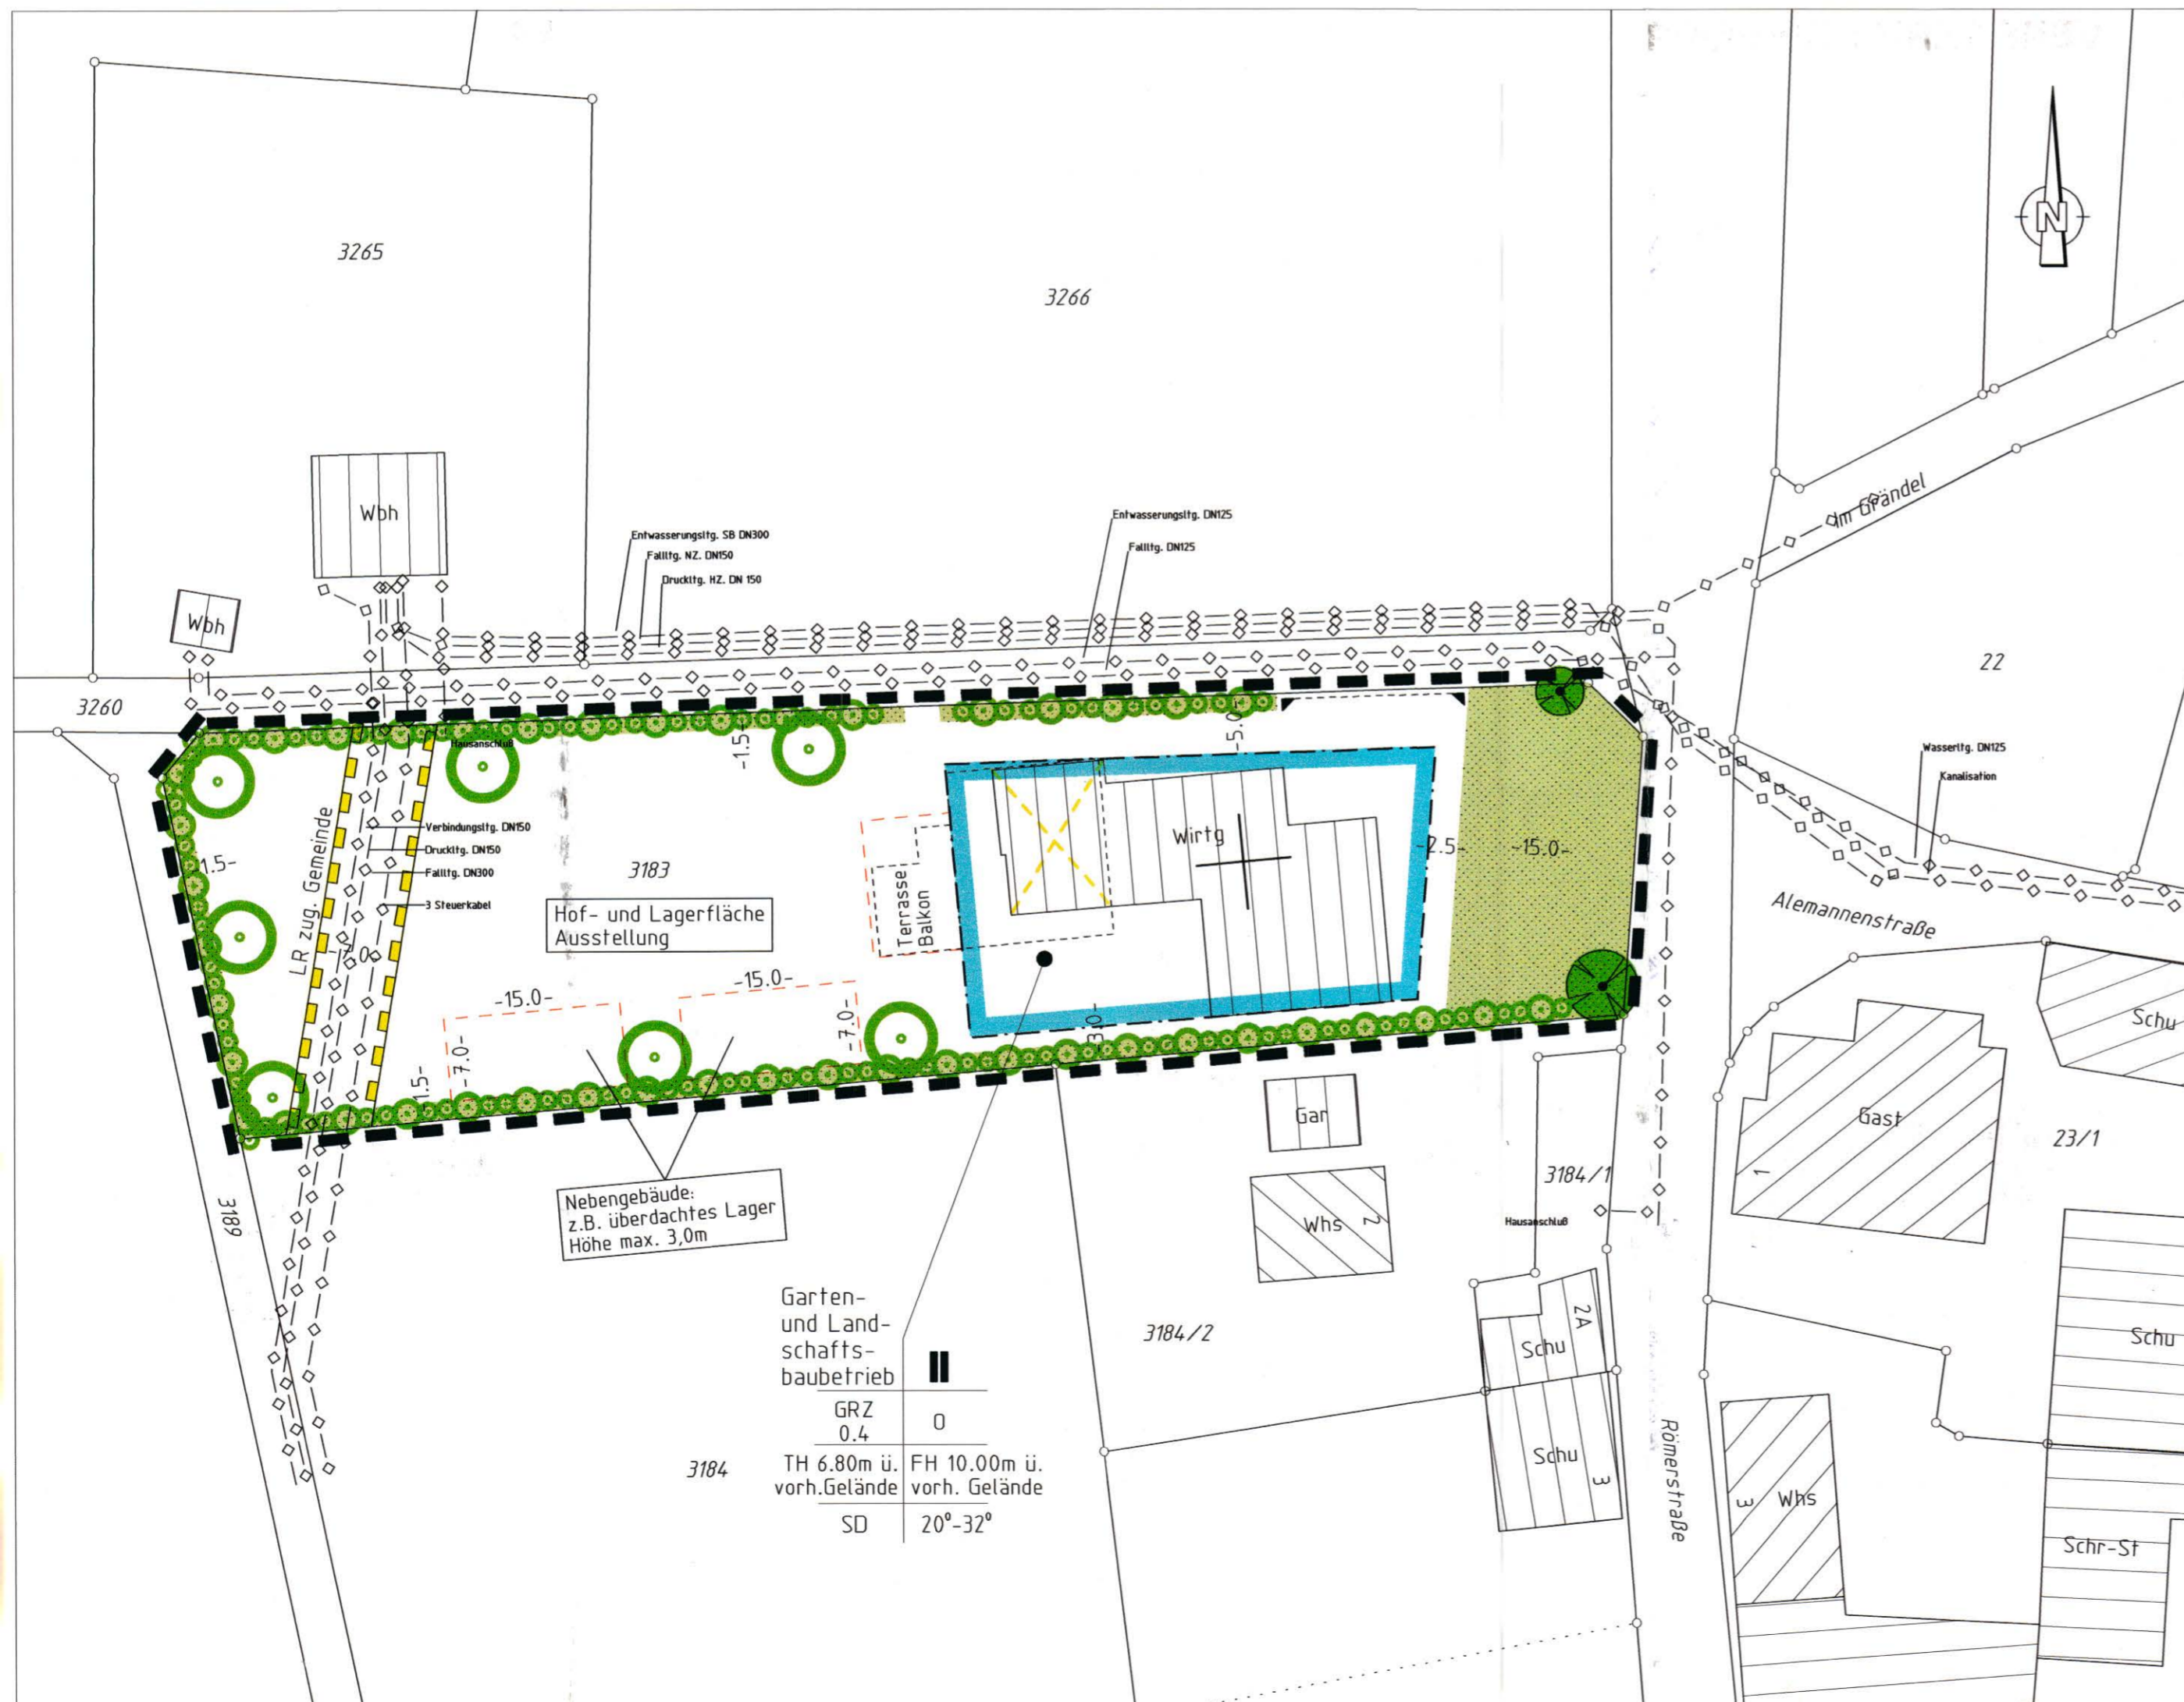 3265
3266
N
Im Grändel
Wbh
Wbh
Entwasserungsltg. SB DN300
Fallltg. NZ. DN150
Druckltg. HZ. DN 150
Entwasserungsltg. DN125
Fallltg. DN125
22
3260
Hausanschluß
-1.5-
-5.0-
Wasserltg. DN125
Kanalisation
Verbindungsltg. DN150
Druckltg. DN150
Fallltg. DN300
3 Steuerkabel
LR zug. Gemeinde
1.5-
-7.0-
3183
Hof- und Lagerfläche
Ausstellung
Terrasse
Balkon
Wirtg
-2.5-
-15.0-
Alemannenstraße
-15.0-
-15.0-
-7.0-
-7.0-
-3.0-
1.5-
Schu
Gast
1
23/1
Gar
Whs
2
3184/1
Hausanschluß
3189
Nebengebäude:
z.B. überdachtes Lager
Höhe max. 3,0m
Garten-
und Land-
schafts-
baubetrieb
II
GRZ
0.4
O
TH 6.80m ü.
vorh.Gelände
FH 10.00m ü.
vorh. Gelände
SD
20°-32°
3184
3184/2
2A
Schu
Schu
3
Römerstraße
Schu
3
Whs
Schr-St